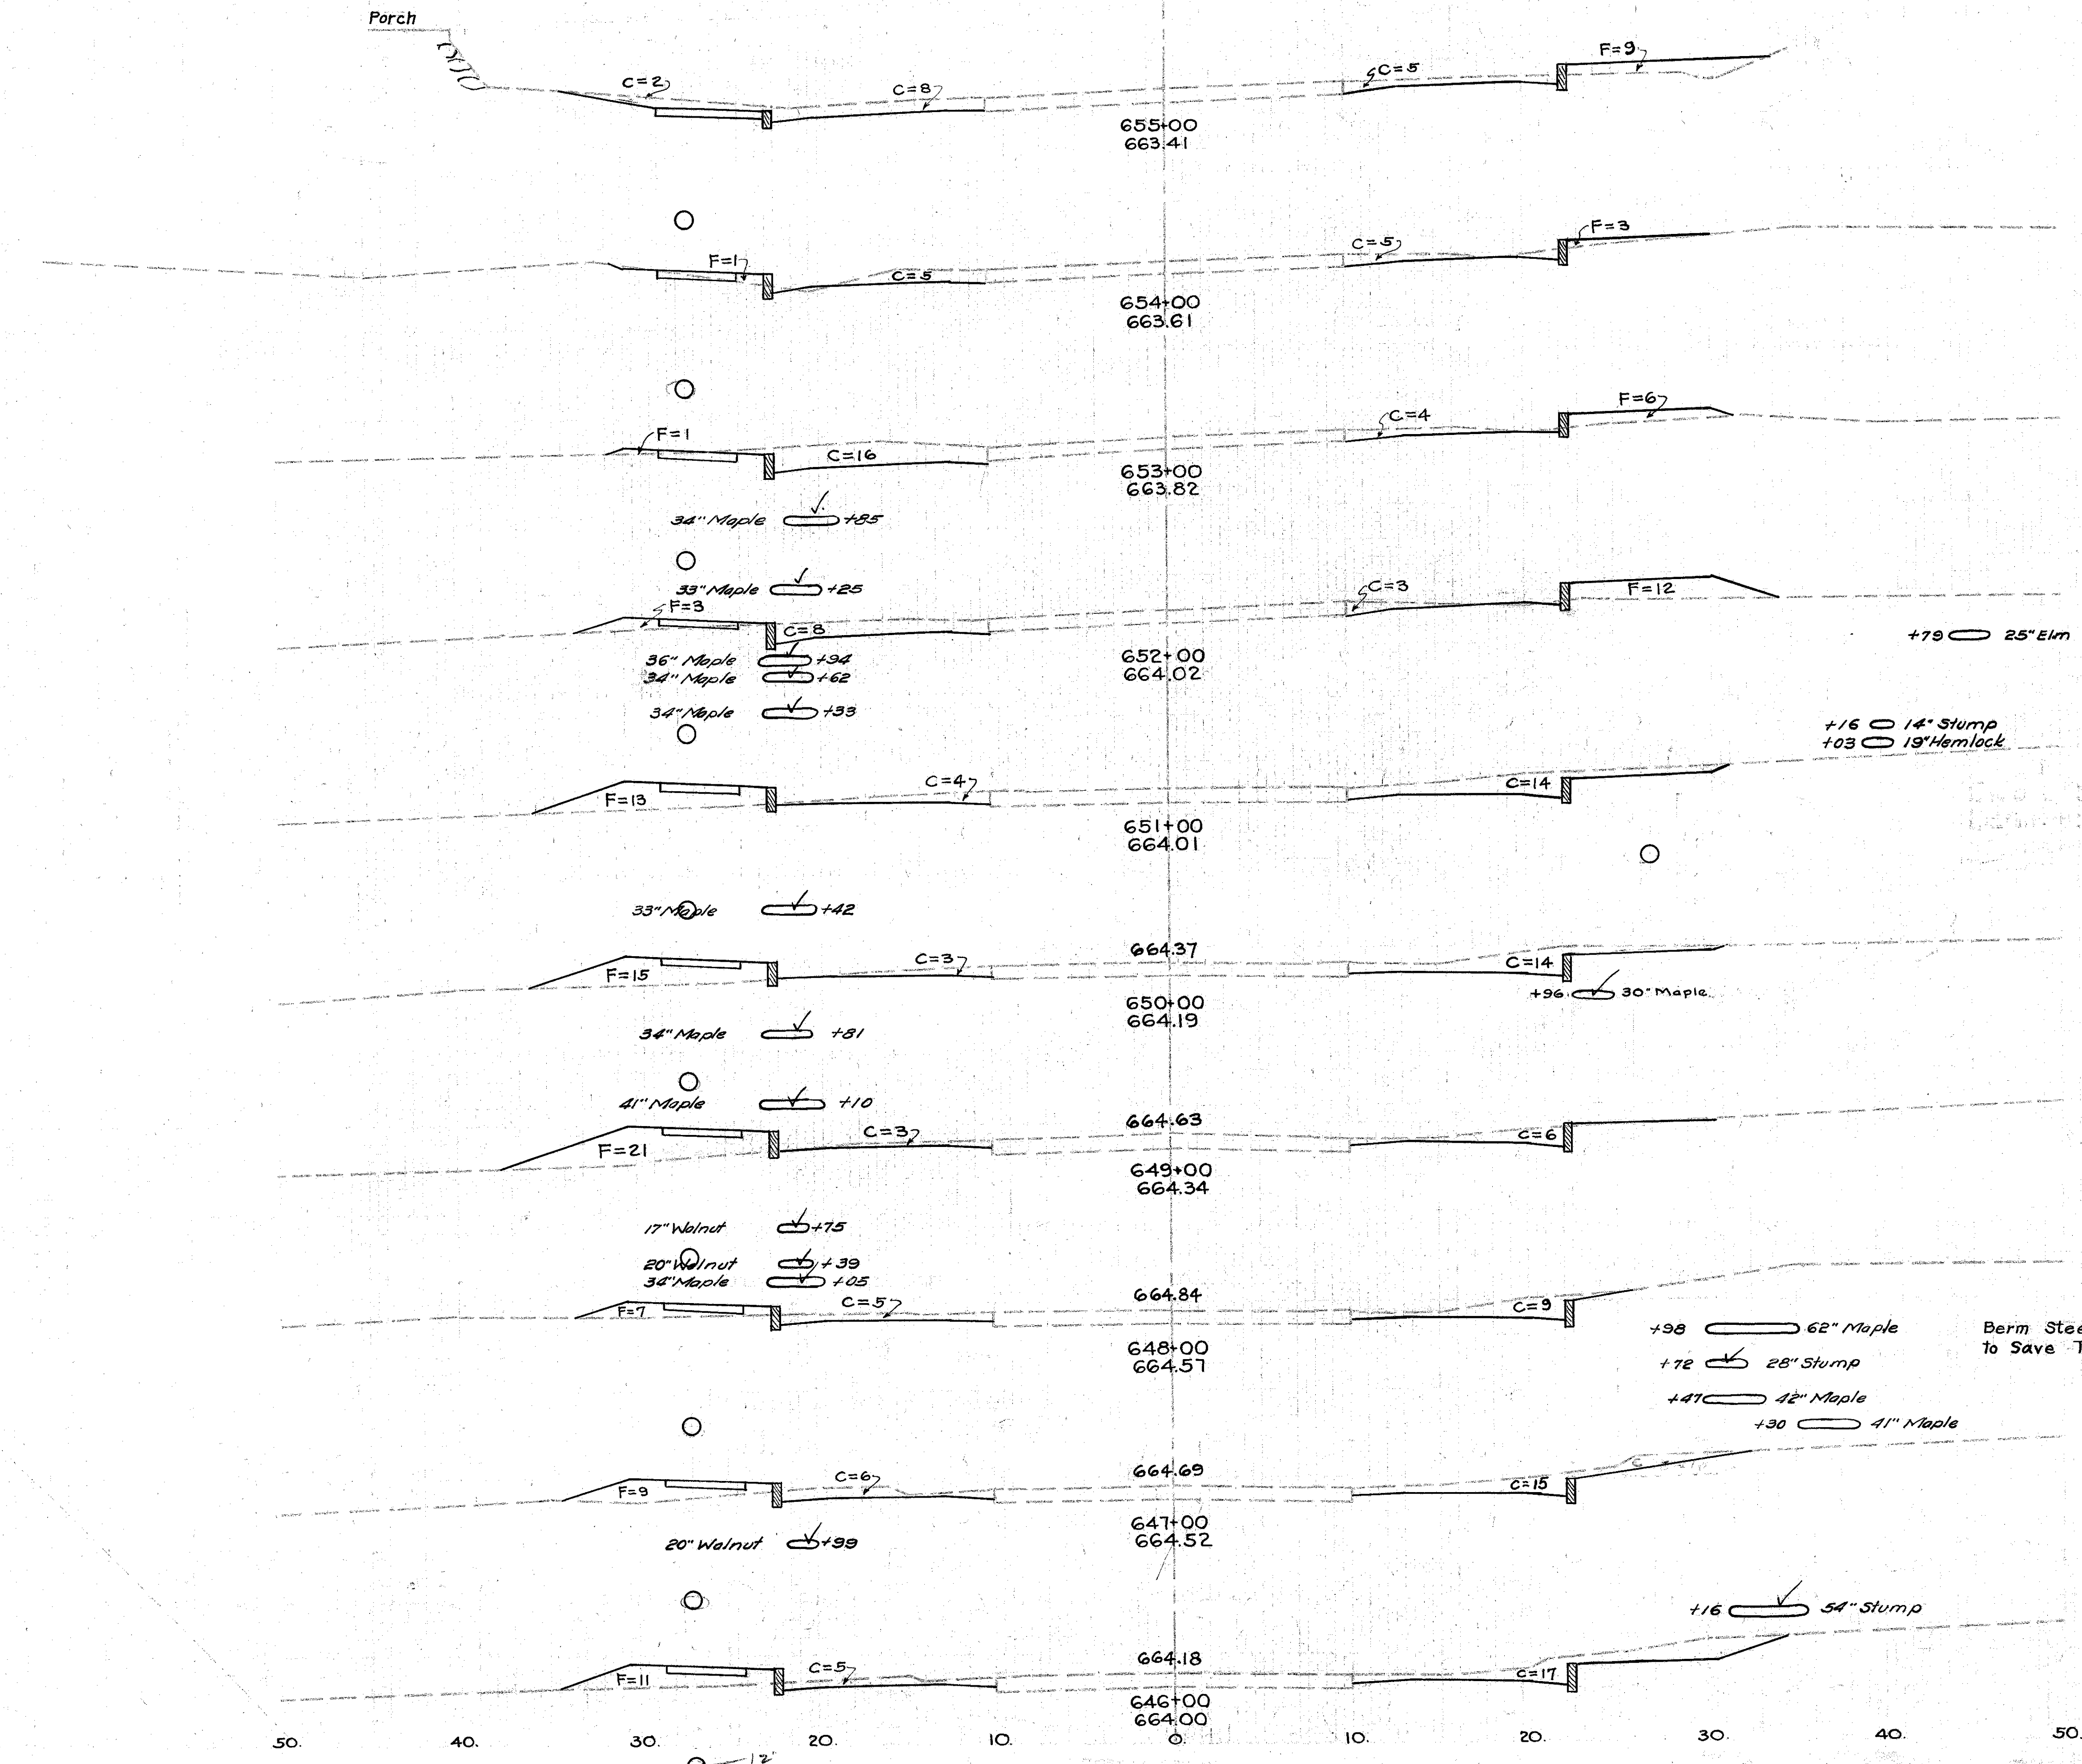 Porch
C=2
C=8
C=5
F=9
655+00
663.41
F=1
C=5
C=5
F=3
654+00
663.61
F=1
C=16
C=4
F=6
653+00
663.82
34" Maple +85
33" Maple +25
F=3
C=8
C=3
F=12
652+00
664.02
36" Maple +94
34" Maple +62
34" Maple +33
+79 25" Elm
+16 14" Stump
+03 19" Hemlock
F=13
C=4
C=14
651+00
664.01
33" Maple +42
F=15
C=3
664.37
C=14
650+00
664.19
+96 30" Maple
34" Maple +81
41" Maple +10
F=21
C=3
664.63
C=6
649+00
664.34
17" Walnut +75
20" Walnut +39
34" Maple +05
F=7
C=5
664.84
C=9
648+00
664.57
+98 62" Maple
Berm
to Save
+72 28" Stump
+47 42" Maple
+30 41" Maple
F=9
C=6
664.69
C=15
647+00
664.52
20" Walnut +99
+16 54" Stump
F=11
C=5
664.18
C=17
646+00
664.00
50. 40. 30. 20. 10. 0. 10. 20. 30. 40. 50.
12"